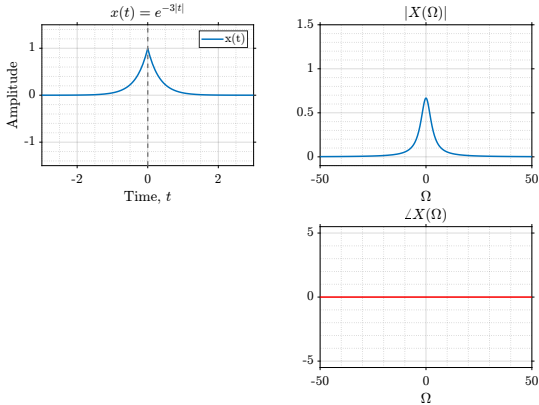 x(t) = e^{-3|t|}
x(t)
Amplitude
1
0
-1
-2
0
2
Time, t
|X(Ω)|
1.5
1
0.5
0
-50
0
50
Ω
∠X(Ω)
5
0
-5
-50
0
50
Ω